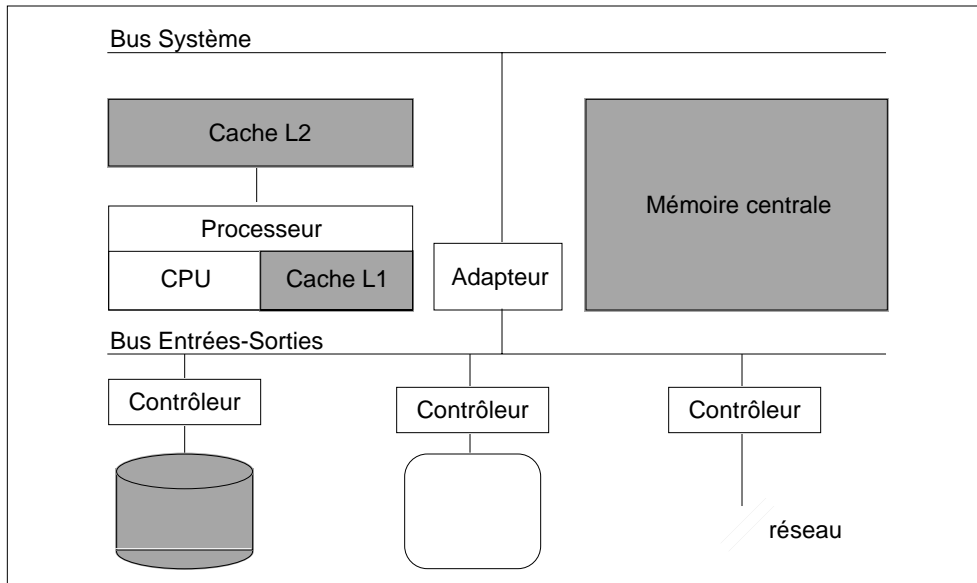 Bus Système
Cache L2
Mémoire centrale
Processeur
CPU
Cache L1
Adapteur
Bus Entrées-Sorties
Contrôleur
Contrôleur
Contrôleur
réseau